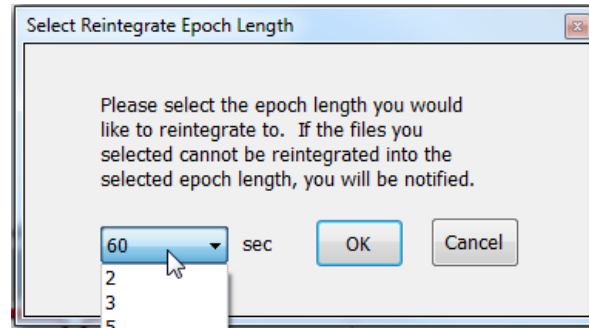 Select Reintegrate Epoch Length
Please select the epoch length you would
like to reintegrate to.  If the files you
selected cannot be reintegrated into the
selected epoch length, you will be notified.
60 sec OK Cancel
2
3
5